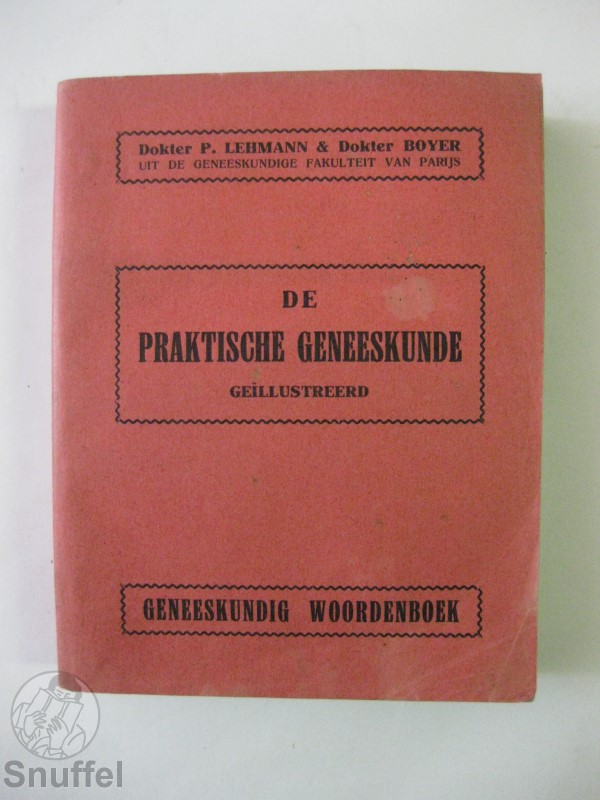 Dokter P. LEHMANN & Dokter BOYER
UIT DE GENEESKUNDIGE FAKULTEIT VAN PARIJS
DE
PRAKTISCHE GENEESKUNDE
GEÏLLUSTREERD
GENEESKUNDIG WOORDENBOEK
Snuffel